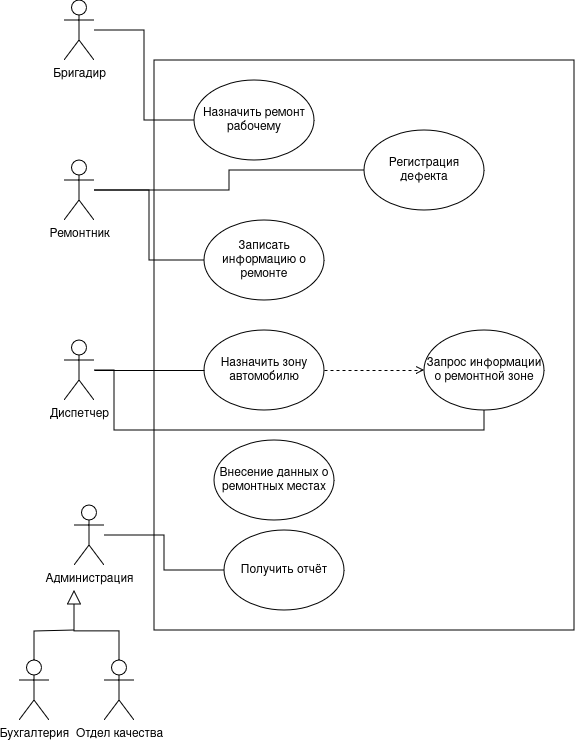 Бригадир
Назначить ремонт
рабочему
Регистрация
дефекта
Ремонтник
Записать
информацию о
ремонте
Назначить зону
автомобилю
Запрос информации
о ремонтной зоне
Диспетчер
Внесение данных о
ремонтных местах
Получить отчёт
Администрация
Бухгалтерия
Отдел качества